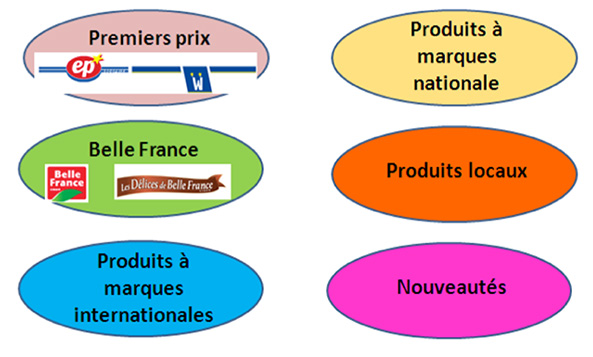 Premiers prix
ep
W
Produits à
marques
nationale
Belle France
Belle
France
Les Délices de Belle France
Produits locaux
Produits à
marques
internationales
Nouveautés